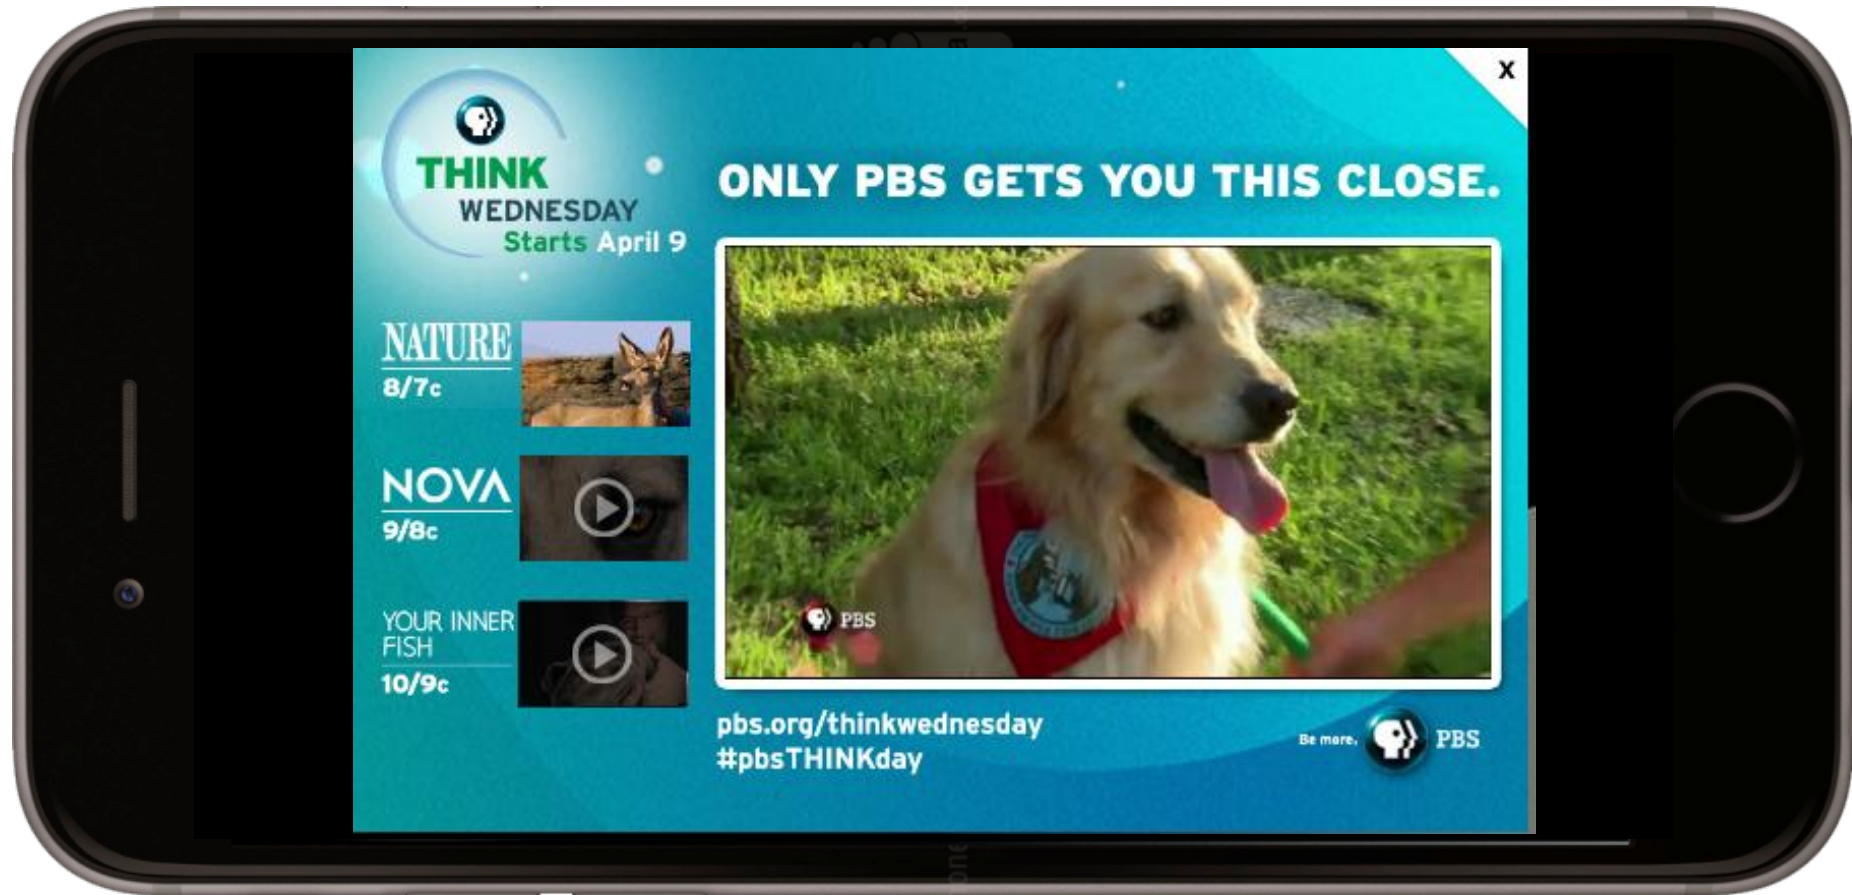 THINK
WEDNESDAY
Starts April 9
X
ONLY PBS GETS YOU THIS CLOSE.
NATURE
8/7c
NOVA
9/8c
YOUR INNER
FISH
10/9c
PBS
pbs.org/thinkwednesday
#pbsTHINKday
Be more. PBS